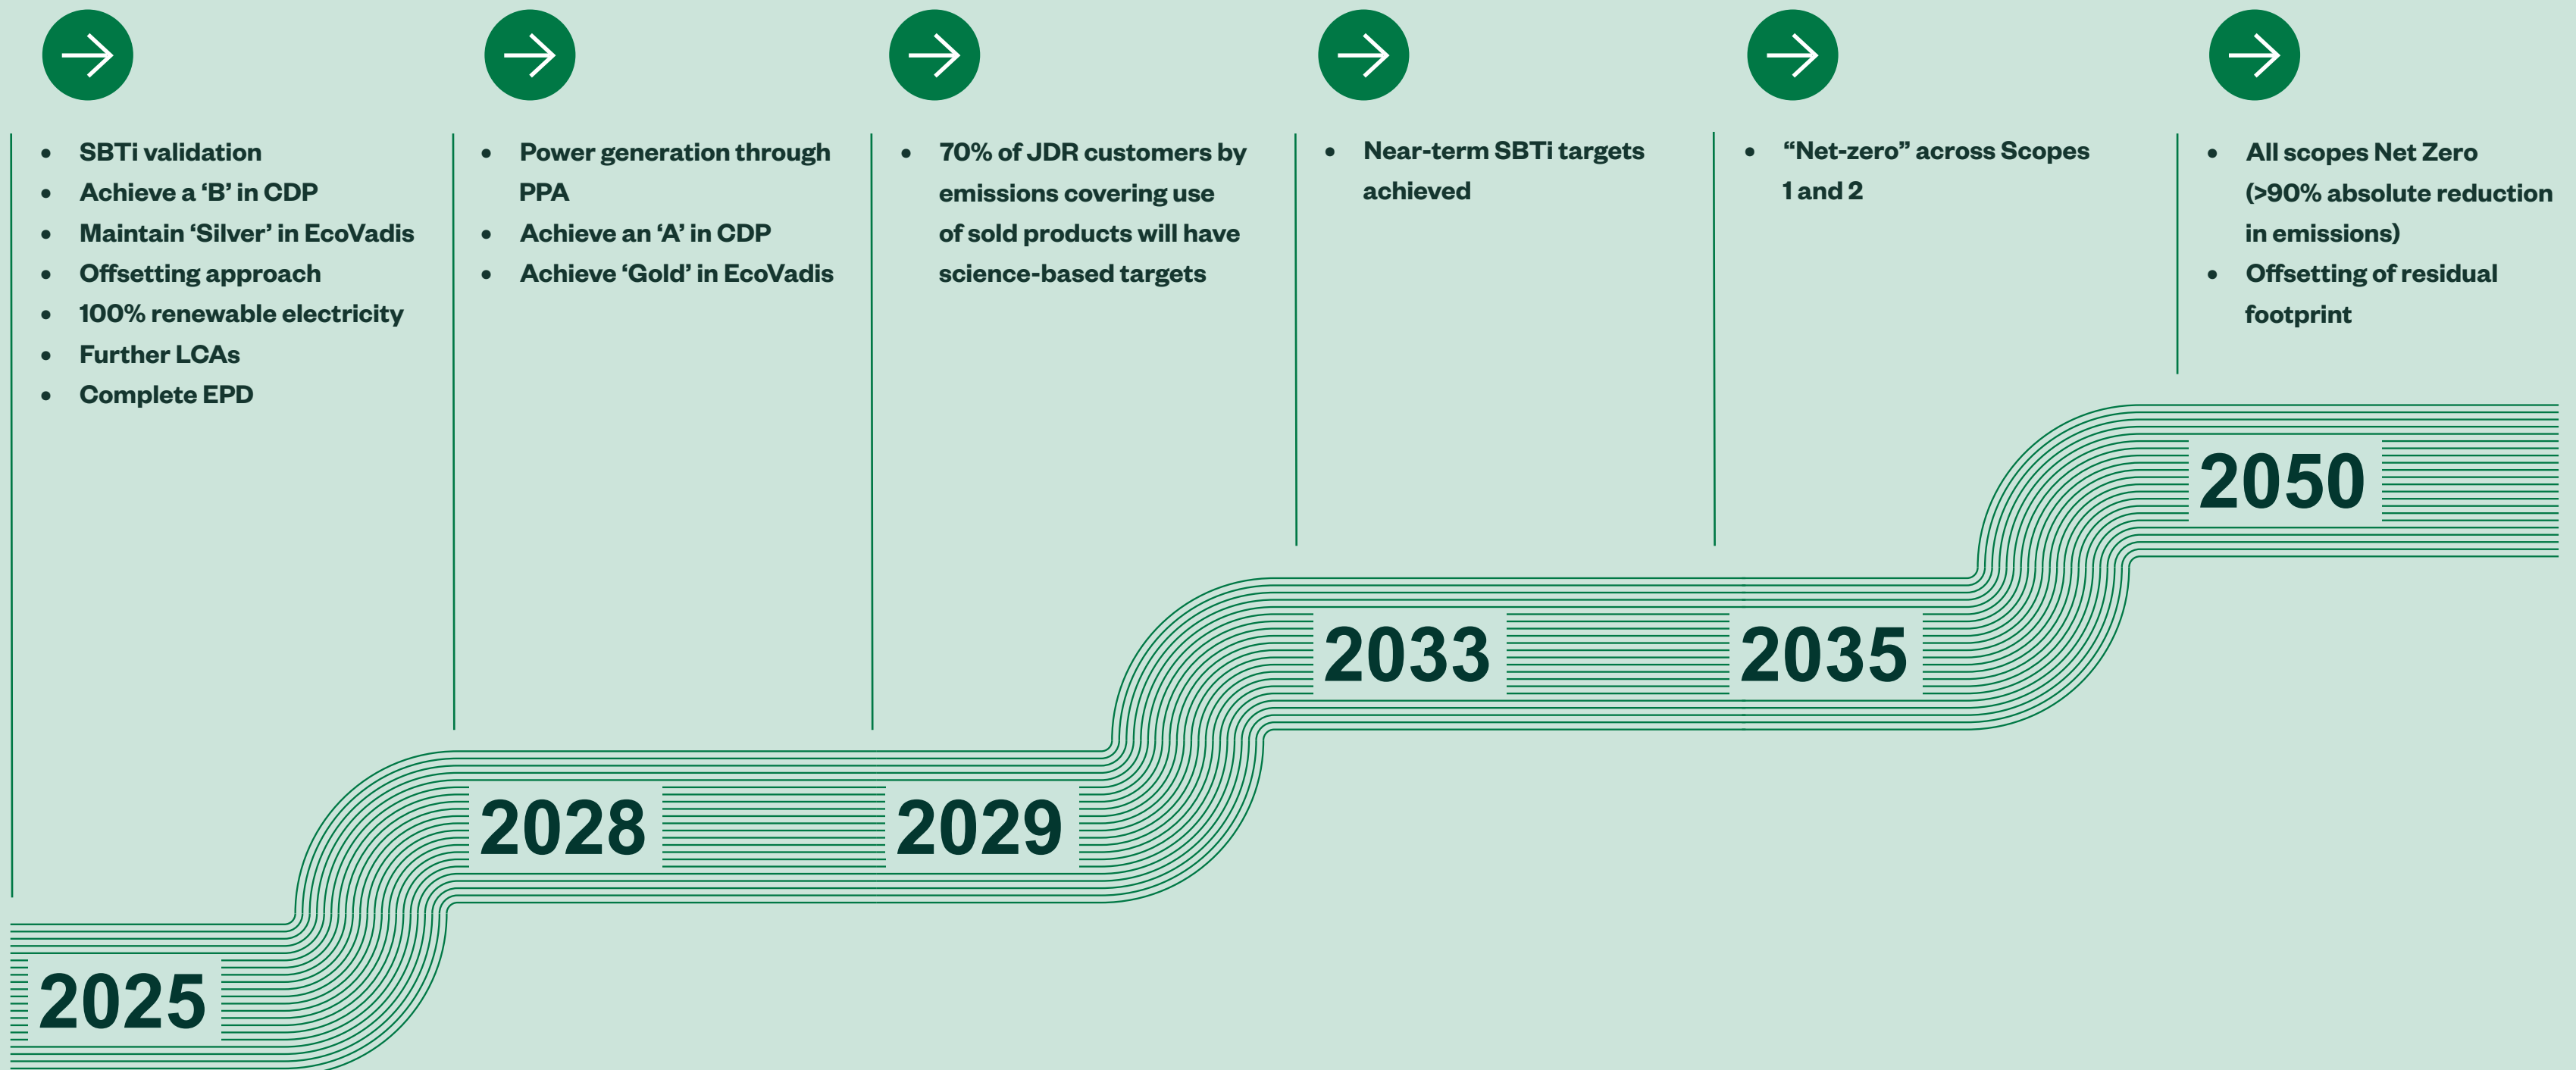 • SBTi validation
• Achieve a ‘B’ in CDP
• Maintain ‘Silver’ in EcoVadis
• Offsetting approach
• 100% renewable electricity
• Further LCAs
• Complete EPD
2025
• Power generation through
PPA
• Achieve an ‘A’ in CDP
• Achieve ‘Gold’ in EcoVadis
2028
• 70% of JDR customers by
emissions covering use
of sold products will have
science-based targets
2029
• Near-term SBTi targets
achieved
2033
• “Net-zero” across Scopes
1 and 2
2035
• All scopes Net Zero
(>90% absolute reduction
in emissions)
• Offsetting of residual
footprint
2050